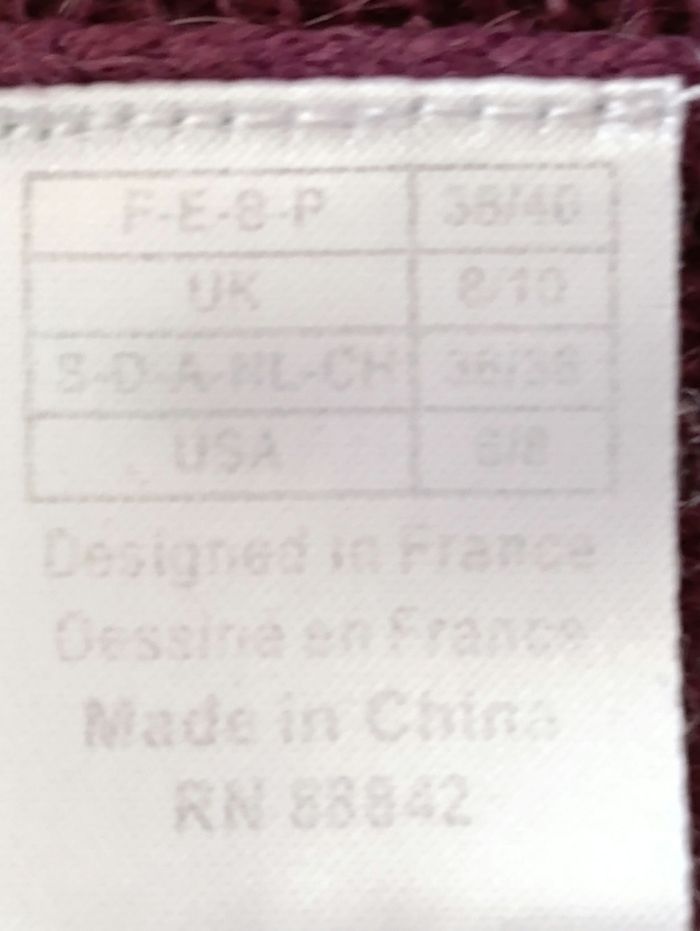 F-E-B-P 38/40
UK 8/10
S-D-A-NL-CH 36/38
USA 6/8
Designed in France
Dessine en France
Made in China
RN 88842